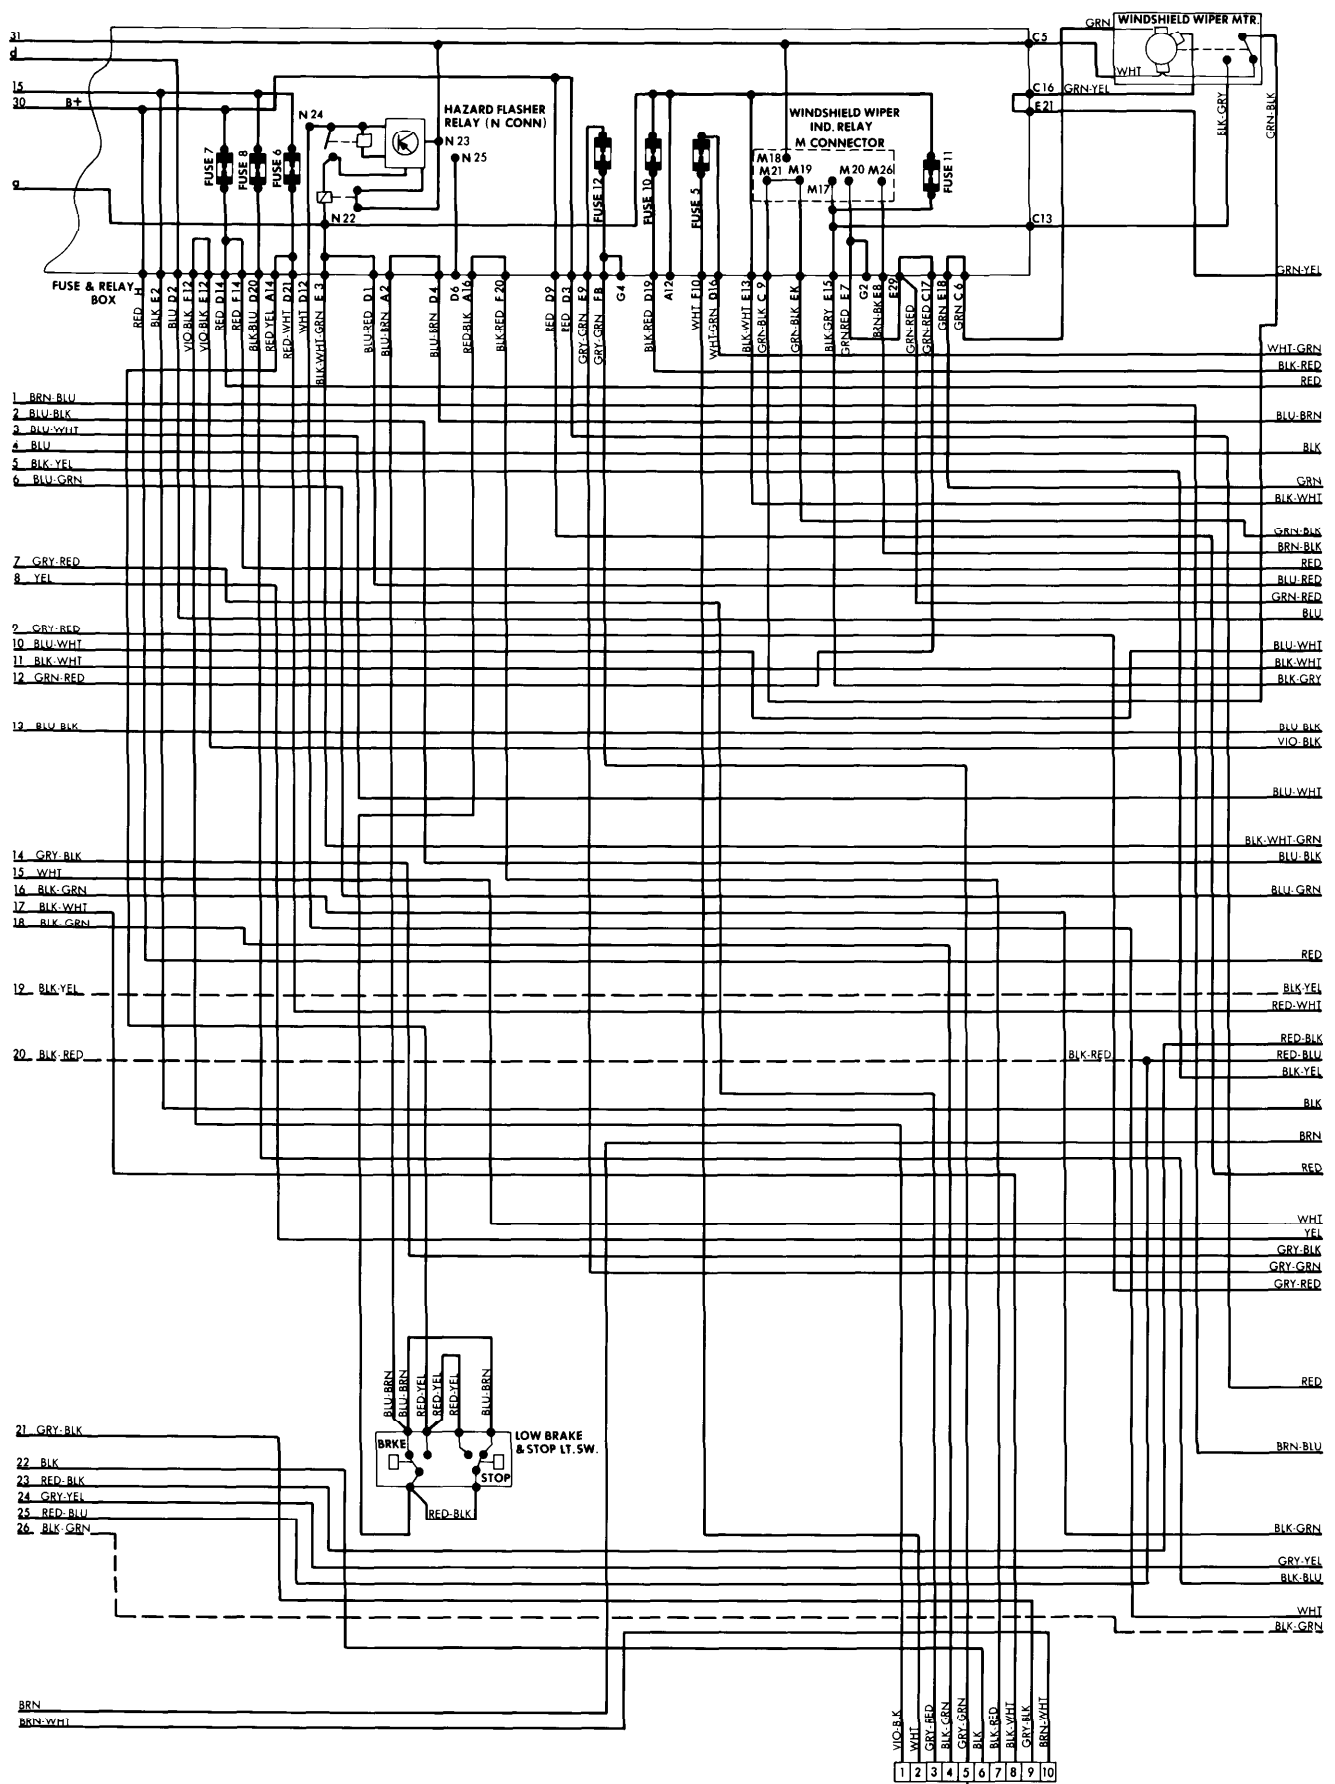 31
d
15
30 B+
g
FUSE & RELAY
BOX
FUSE 7
FUSE 8
FUSE 6
N 24
HAZARD FLASHER
RELAY (N CONN)
N 23
N 25
N 22
FUSE 12
FUSE 10
FUSE 5
WINDSHIELD WIPER
IND. RELAY
M CONNECTOR
M18
M21 M19
M17
M20 M26
FUSE 11
C5
C16 GRN-YEL
E21
C13
GRN
WHT
WINDSHIELD WIPER MTR.
BLK-GRY
GRN-BLK
RED H
BLK E2
BLU D2
VIO-BLK F12
VIO-BLK E12
RED D14
RED F14
BLK-BLU D20
RED YEL A14
RED-WHT D21
WHT D12
BLK-WHT-GRN E3
BLU-RED D1
BLU-BRN A2
BLU-BRN D4
D6
RED-BLK A16
BLK-RED F20
RED D9
RED D3
GRY-GRN E9
GRY-GRN F8
G4
BLK-RED D19
A12
WHT F10
WHT-GRN D16
BLK-WHT E13
GRN-BLK C9
GRN-BLK EK
BLK-GRY E15
GRN RED E7
G2
BRN-BLK E8
E29
GRN-RED
GRN-RED C17
GRN E18
GRN C6
1 BRN-BLU
2 BLU-BLK
3 BLU-WHT
4 BLU
5 BLK-YEL
6 BLU-GRN
7 GRY-RED
8 YEL
9 GRY-RED
10 BLU-WHT
11 BLK-WHT
12 GRN-RED
13 BLU BLK
14 GRY-BLK
15 WHT
16 BLK-GRN
17 BLK-WHT
18 BLK GRN
19 BLK-YEL
20 BLK-RED
21 GRY-BLK
22 BLK
23 RED-BLK
24 GRY-YEL
25 RED-BLU
26 BLK-GRN
BRN
BRN-WHT
GRN-YEL
WHT-GRN
BLK-RED
RED
BLU-BRN
BLK
GRN
BLK-WHT
GRN-BLK
BRN-BLK
RED
BLU-RED
GRN-RED
BLU
BLU-WHT
BLK-WHT
BLK-GRY
BLU BLK
VIO-BLK
BLU-WHT
BLK-WHT-GRN
BLU-BLK
BLU-GRN
RED
BLK-YEL
RED-WHT
RED-BLK
BLK-RED
RED-BLU
BLK-YEL
BLK
BRN
RED
WHT
YEL
GRY-BLK
GRY-GRN
GRY-RED
RED
BRN-BLU
BLK-GRN
GRY-YEL
BLK-BLU
WHT
BLK-GRN
BLU-BRN
BLU-BRN
RED-YEL
RED-YEL
RED-YEL
BLU-BRN
BRKE
STOP
LOW BRAKE
& STOP LT. SW.
RED-BLK
VIO-BLK
WHT
GRY-RED
BLK-GRN
GRY-GRN
BLK
BLK-RED
BLK-WHT
GRY-BLK
BRN-WHT
1 2 3 4 5 6 7 8 9 10